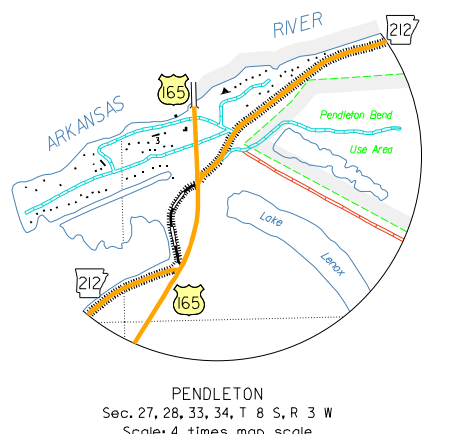 RIVER
212
165
ARKANSAS
Pendleton Bend
3
Use Area
Lake
Lenox
212
165
PENDLETON
Sec. 27, 28, 33, 34, T 8 S, R 3 W
Scale: 4 times map scale